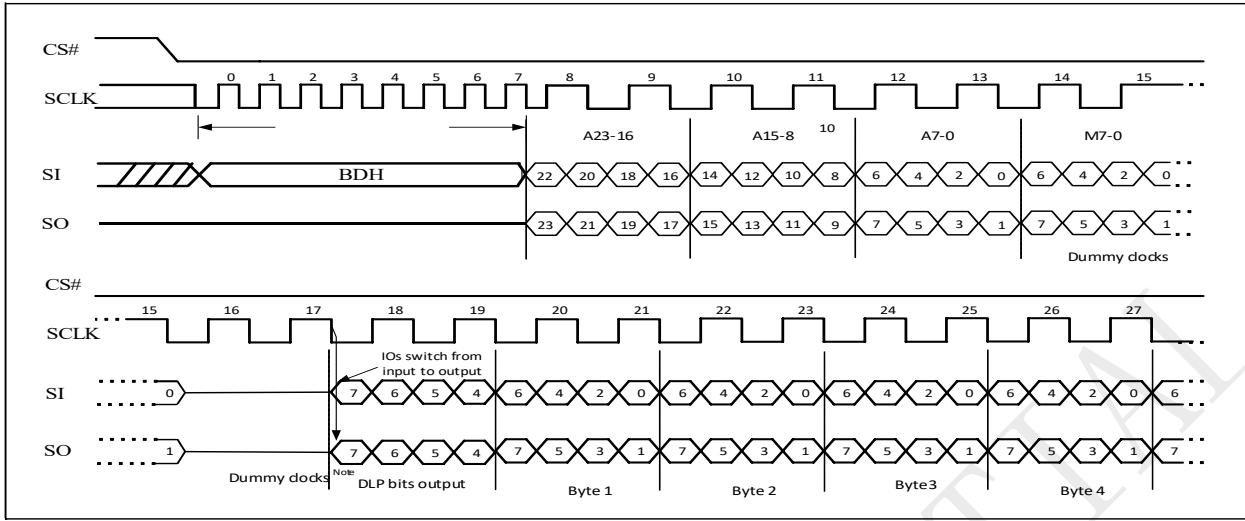 CS#
0 1 2 3 4 5 6 7 8 9 10 11 12 13 14 15
SCLK
A23-16 A15-8 10 A7-0 M7-0
SI BDH 22 20 18 16 14 12 10 8 6 4 2 0 6 4 2 0
SO 23 21 19 17 15 13 11 9 7 5 3 1 7 5 3 1
Dummy clocks
CS#
15 16 17 18 19 20 21 22 23 24 25 26 27
SCLK
IOs switch from
input to output
SI 0 7 6 5 4 6 4 2 0 6 4 2 0 6 4 2 0 6 4 2 0 6
SO 1 7 6 5 4 7 5 3 1 7 5 3 1 7 5 3 1 7 5 3 1 7
Dummy clocks Note DLP bits output Byte 1 Byte 2 Byte3 Byte 4